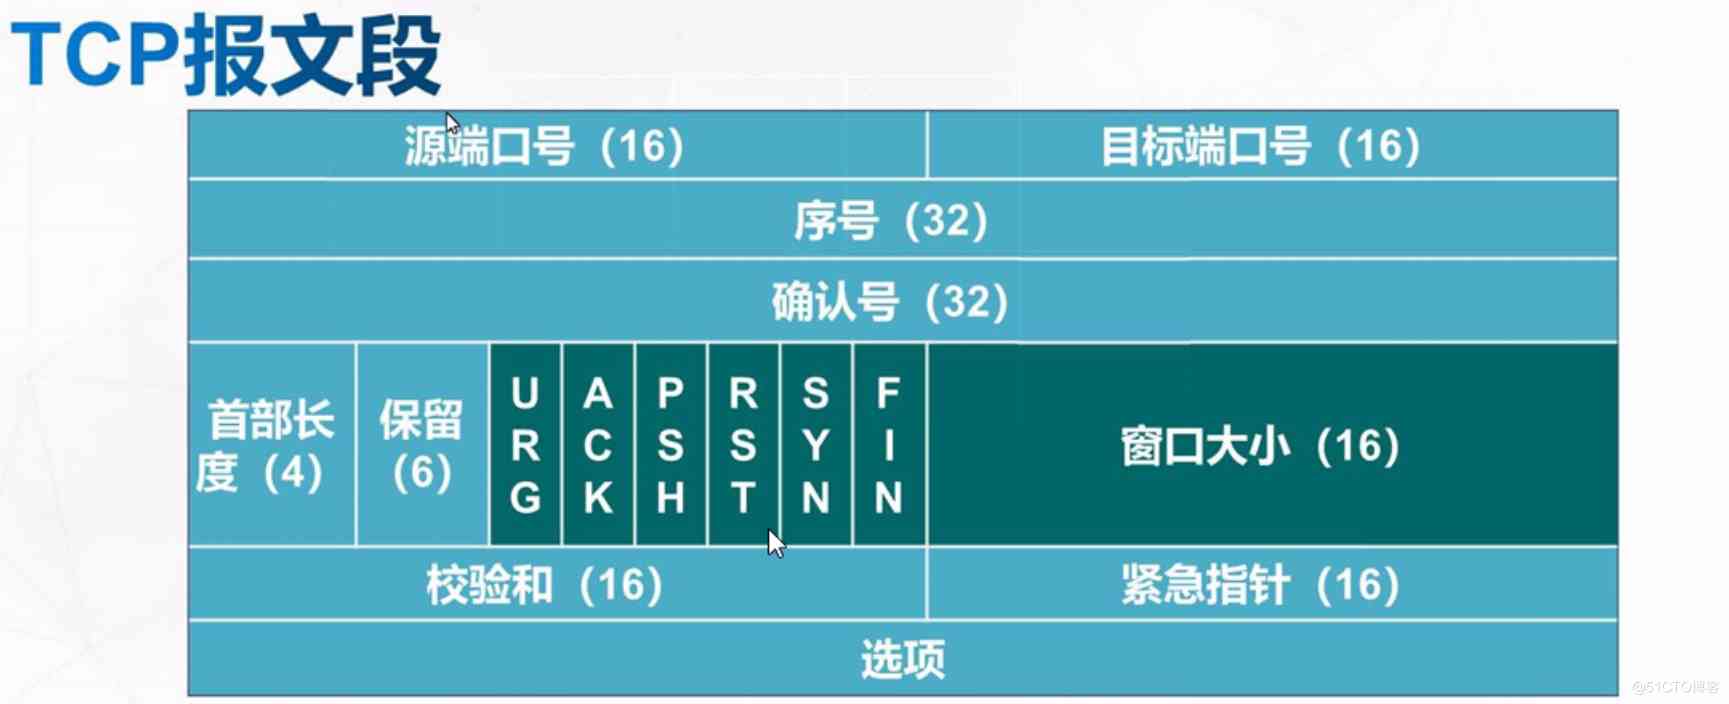 TCP报文段
源端口号（16） 目标端口号（16）
序号（32）
确认号（32）
首部长
度（4）
保留
（6）
URG
ACK
PSH
RST
SYN
FIN
窗口大小（16）
校验和（16） 紧急指针（16）
选项
@51CTO博客